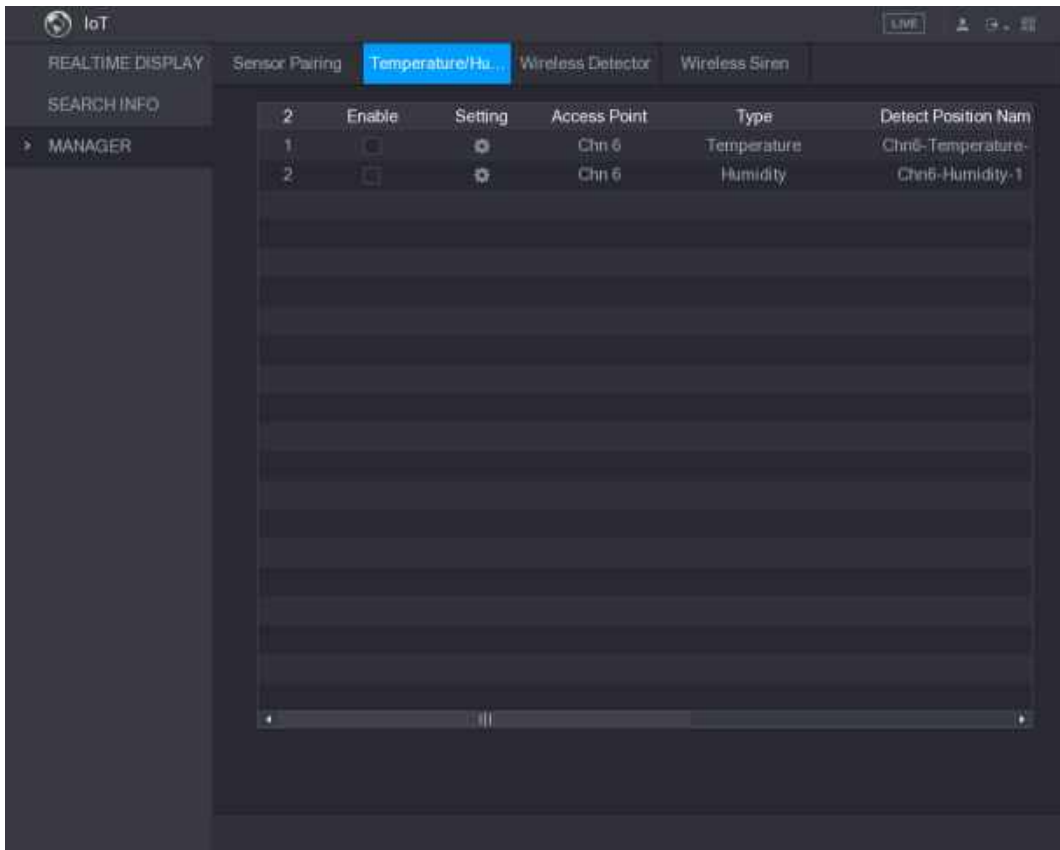 IoT
LIVE
REALTIME DISPLAY
SEARCH INFO
MANAGER
Sensor Pairing Temperature/Hu... Wireless Detector Wireless Siren
2 Enable Setting Access Point Type Detect Position Nam
1 Chn 6 Temperature Chn6-Temperature-
2 Chn 6 Humidity Chn6-Humidity-1